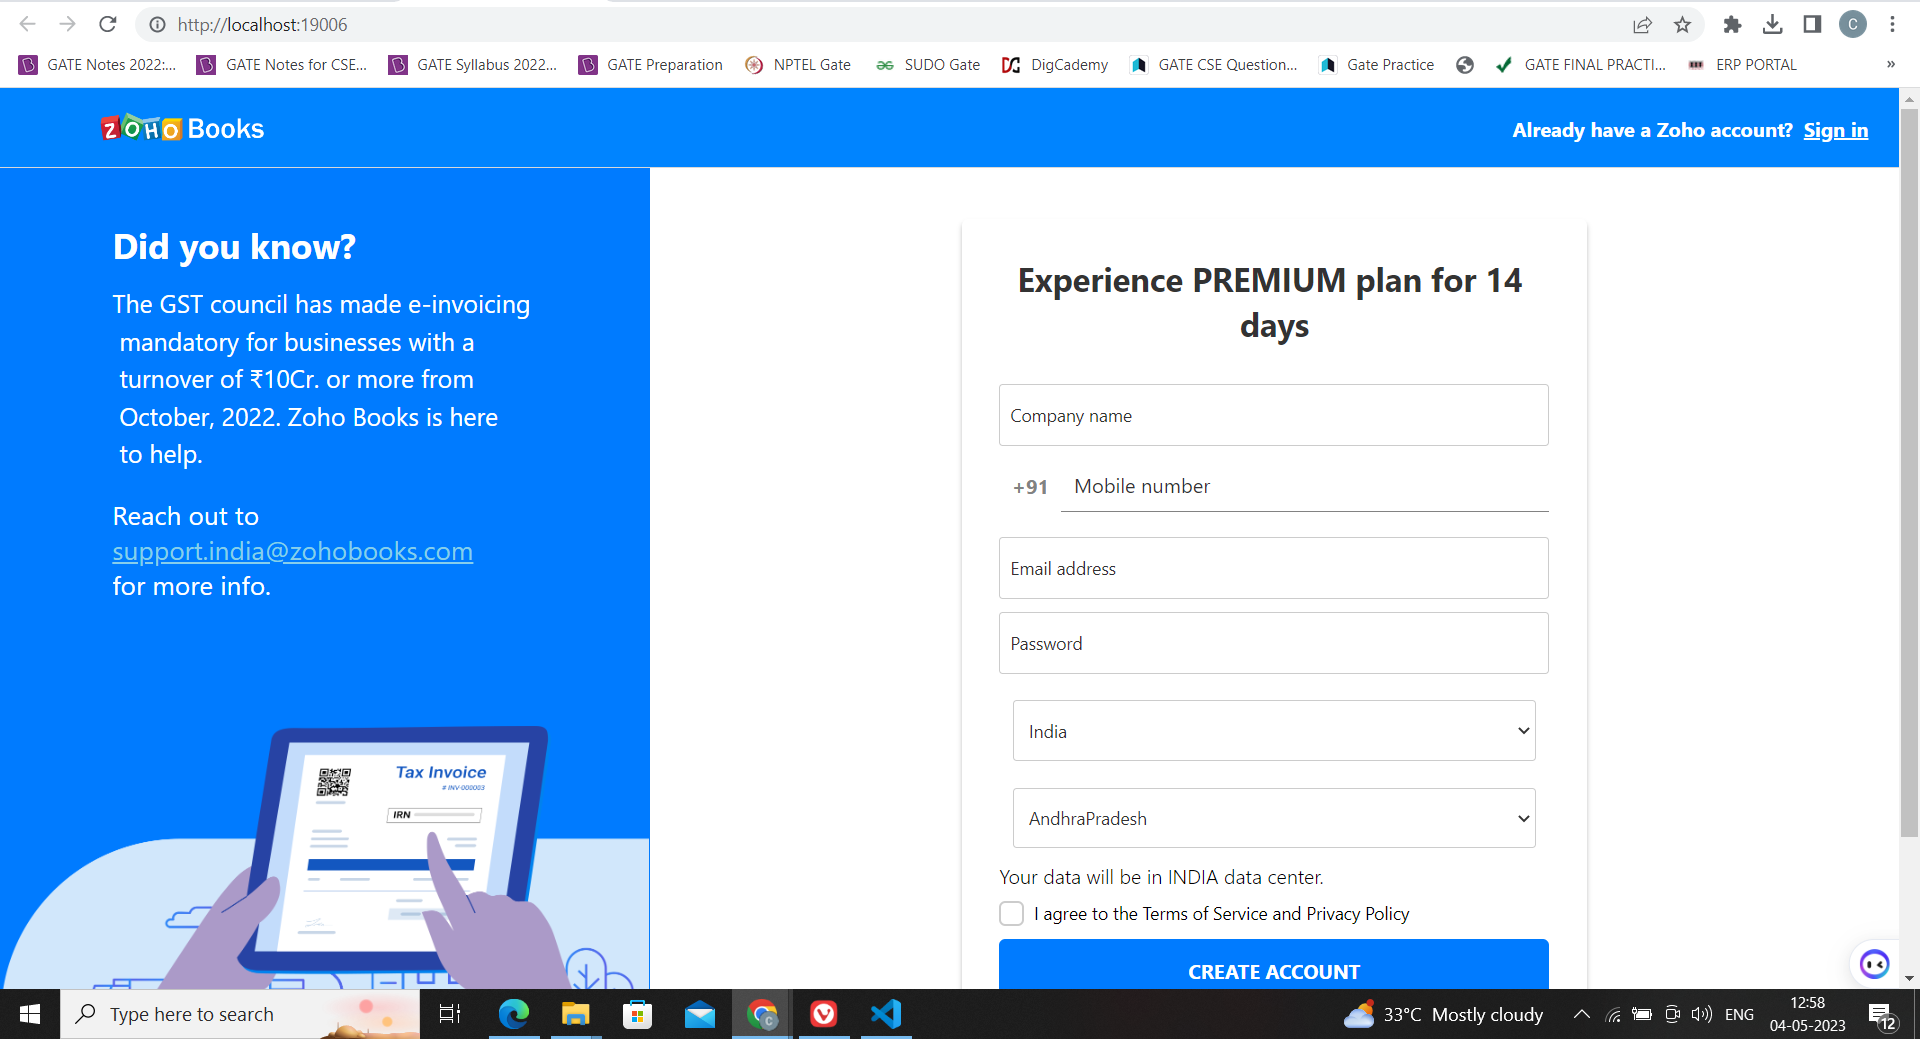 http://localhost:19006
C
GATE Notes 2022:...
GATE Notes for CSE...
GATE Syllabus 2022...
GATE Preparation
NPTEL Gate
SUDO Gate
DigCademy
GATE CSE Question...
Gate Practice
GATE FINAL PRACTI...
ERP PORTAL
»
ZOHO Books
Already have a Zoho account? Sign in
Did you know?
The GST council has made e-invoicing
mandatory for businesses with a
turnover of ₹10Cr. or more from
October, 2022. Zoho Books is here
to help.
Reach out to
support.india@zohobooks.com
for more info.
Tax Invoice
# INV-000003
IRN
Experience PREMIUM plan for 14
days
Company name
+91 Mobile number
Email address
Password
India
AndhraPradesh
Your data will be in INDIA data center.
I agree to the Terms of Service and Privacy Policy
CREATE ACCOUNT
Type here to search
C
33°C Mostly cloudy
ENG
12:58
04-05-2023
12